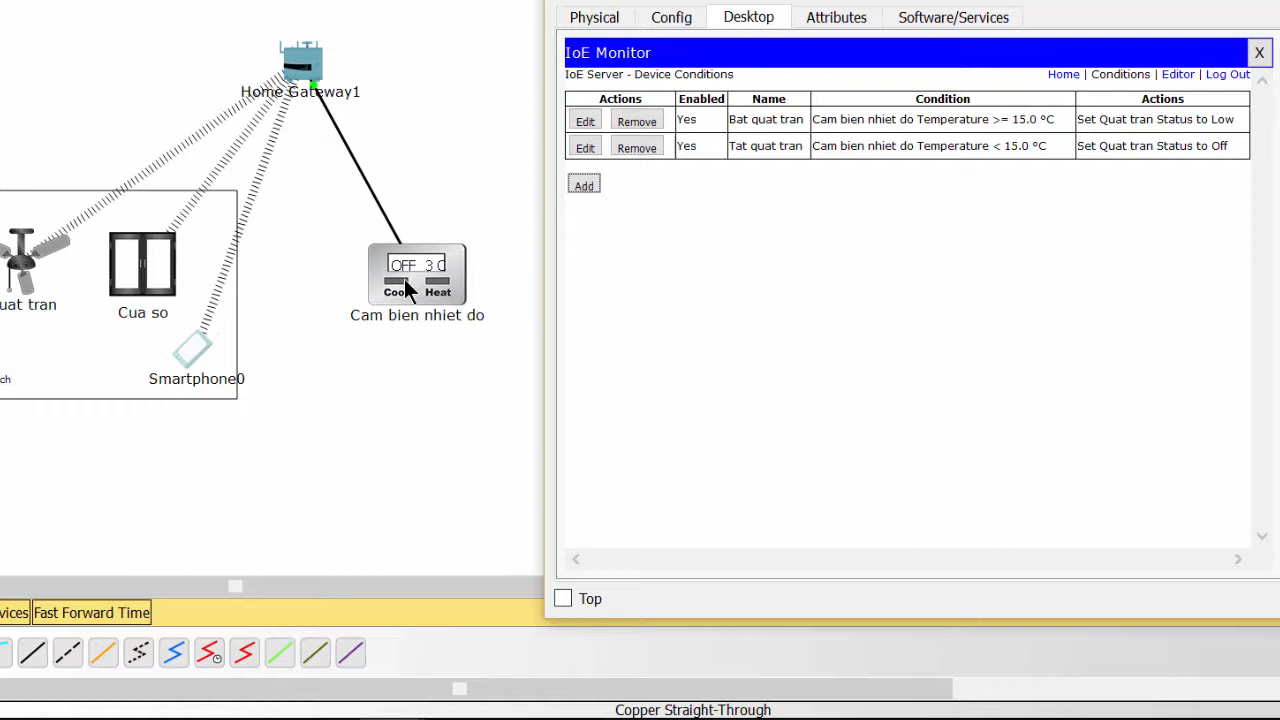 Physical Config Desktop Attributes Software/Services
IoE Monitor X
IoE Server - Device Conditions Home | Conditions | Editor | Log Out
Actions Enabled Name Condition Actions
Edit Remove Yes Bat quat tran Cam bien nhiet do Temperature >= 15.0 °C Set Quat tran Status to Low
Edit Remove Yes Tat quat tran Cam bien nhiet do Temperature < 15.0 °C Set Quat tran Status to Off
Add
Top
Home Gateway1
OFF 3 C
Heat
Cam bien nhiet do
uat tran
Cua so
Smartphone0
ch
vices Fast Forward Time
Copper Straight-Through